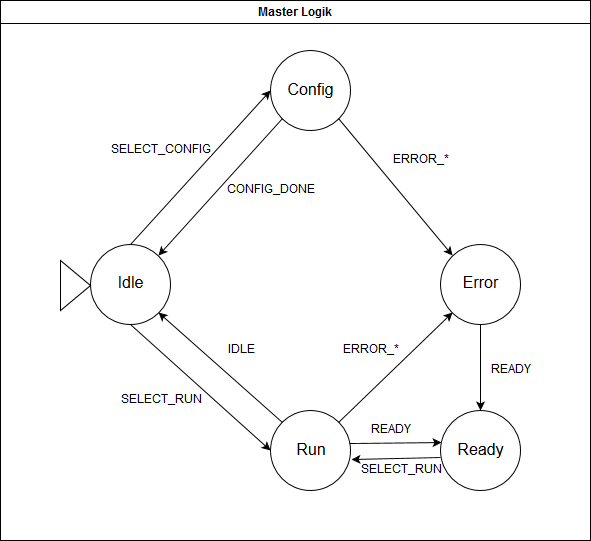 Master Logik
Config
SELECT_CONFIG
ERROR_*
CONFIG_DONE
Idle
Error
IDLE
ERROR_*
READY
SELECT_RUN
READY
Run
Ready
SELECT_RUN